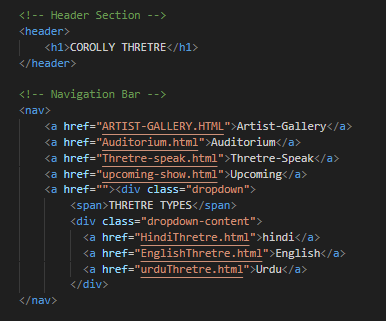 <!-- Header Section -->
<header>
<h1>COROLLY THRETRE</h1>
</header>
<!-- Navigation Bar -->
<nav>
<a href="ARTIST-GALLERY.HTML">Artist-Gallery</a>
<a href="Auditorium.html">Auditorium</a>
<a href="Thretre-speak.html">Thretre-Speak</a>
<a href="upcoming-show.html">Upcoming</a>
<a href=""><div class="dropdown">
<span>THRETRE TYPES</span>
<div class="dropdown-content">
<a href="HindiThretre.html">hindi</a>
<a href="EnglishThretre.html">English</a>
<a href="urduThretre.html">Urdu</a>
</div>
</nav>